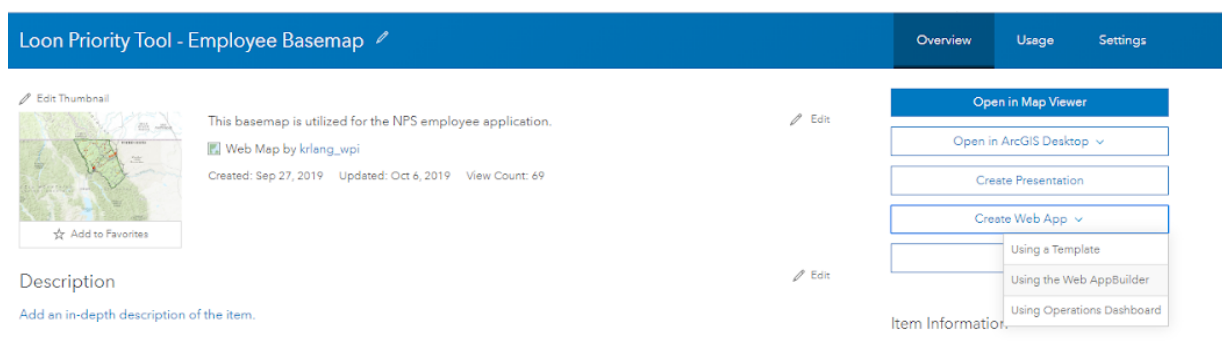 Loon Priority Tool - Employee Basemap
Overview Usage Settings
Edit Thumbnail
This basemap is utilized for the NPS employee application.
Edit
Web Map by krlang_wpi
Created: Sep 27, 2019 Updated: Oct 6, 2019 View Count: 69
Add to Favorites
Description
Edit
Add an in-depth description of the item.
Open in Map Viewer
Open in ArcGIS Desktop
Create Presentation
Create Web App
Using a Template
Using the Web AppBuilder
Using Operations Dashboard
Item Information